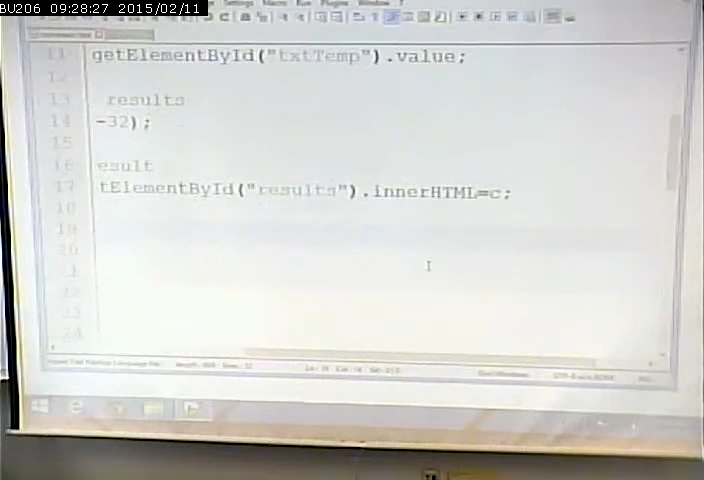 BU206 09:28:27 2015/02/11
Settings Macro Run Plugins Window ?
11 getElementById("txtTemp").value;
12
13 results
14 -32);
15
16 esult
17 tElementById("results").innerHTML=c;
18
19
20
21
22
23
24